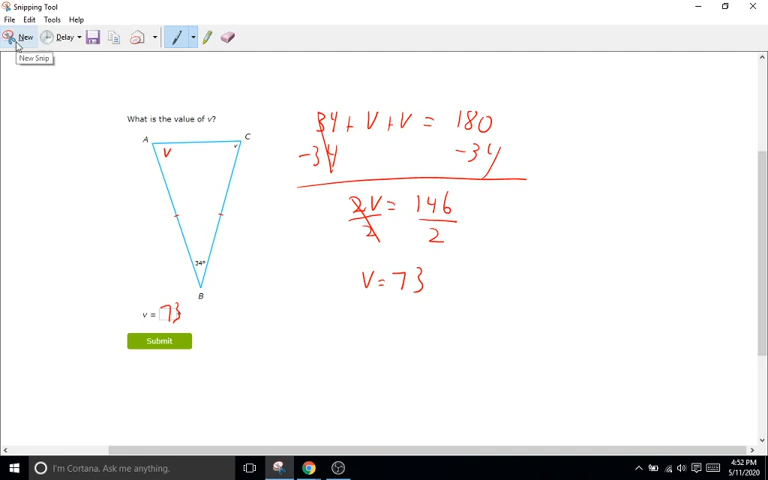 Snipping Tool
File Edit Tools Help
New Delay
New Snip
What is the value of v?
A C
v v
34°
B
v = 73
Submit
34 + v + v = 180
-34 -34
2v = 146
2 2
v = 73
I'm Cortana. Ask me anything.
4:52 PM
5/11/2020